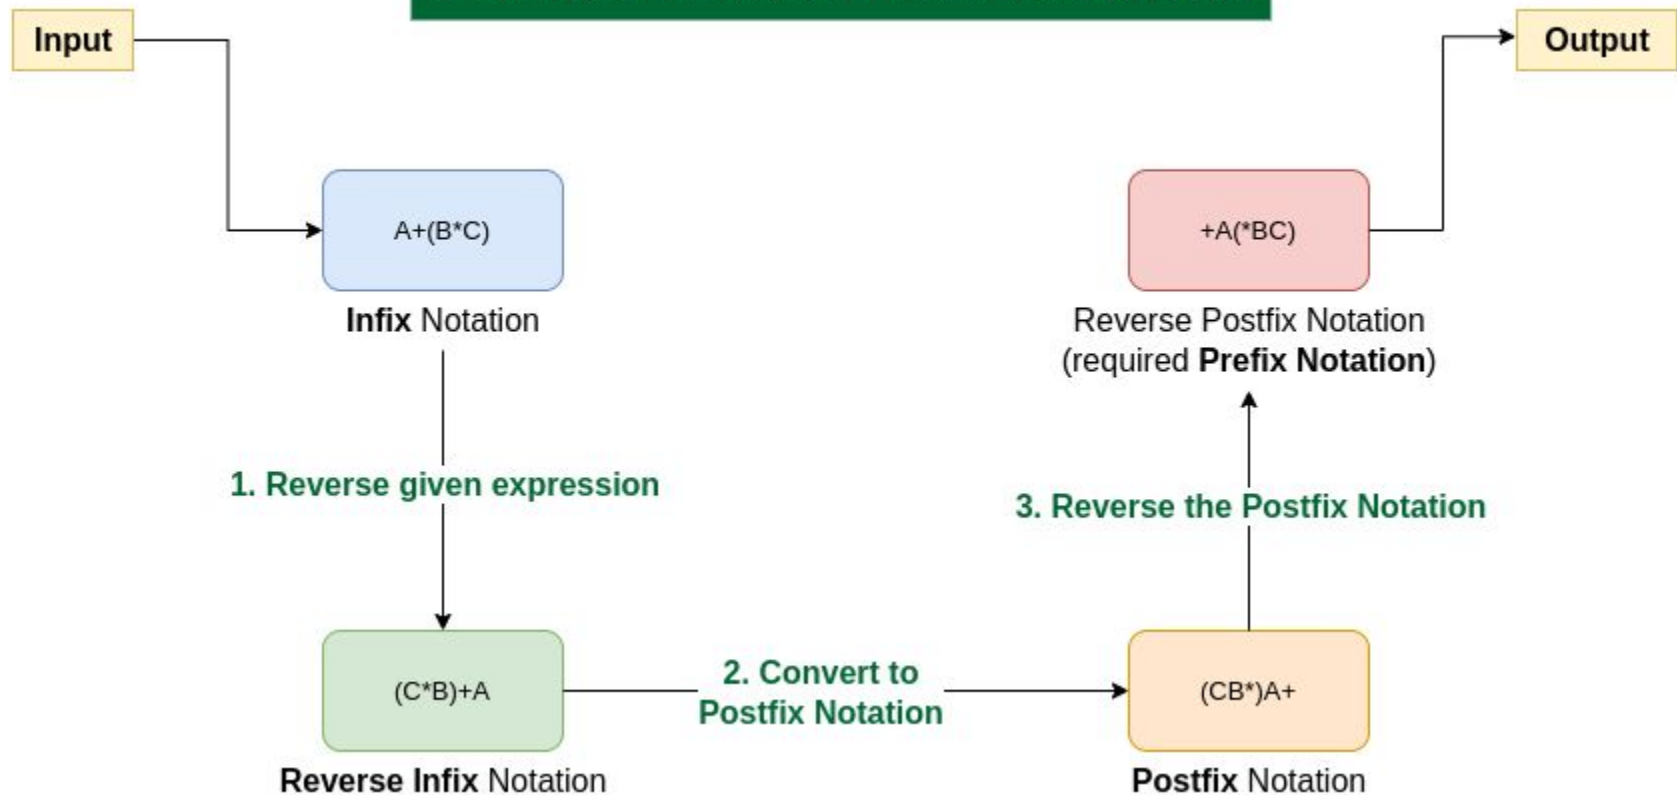 Input
Output
A+(B*C)
+A(*BC)
Infix Notation
Reverse Postfix Notation
(required Prefix Notation)
1. Reverse given expression
3. Reverse the Postfix Notation
(C*B)+A
2. Convert to
Postfix Notation
(CB*)A+
Reverse Infix Notation
Postfix Notation